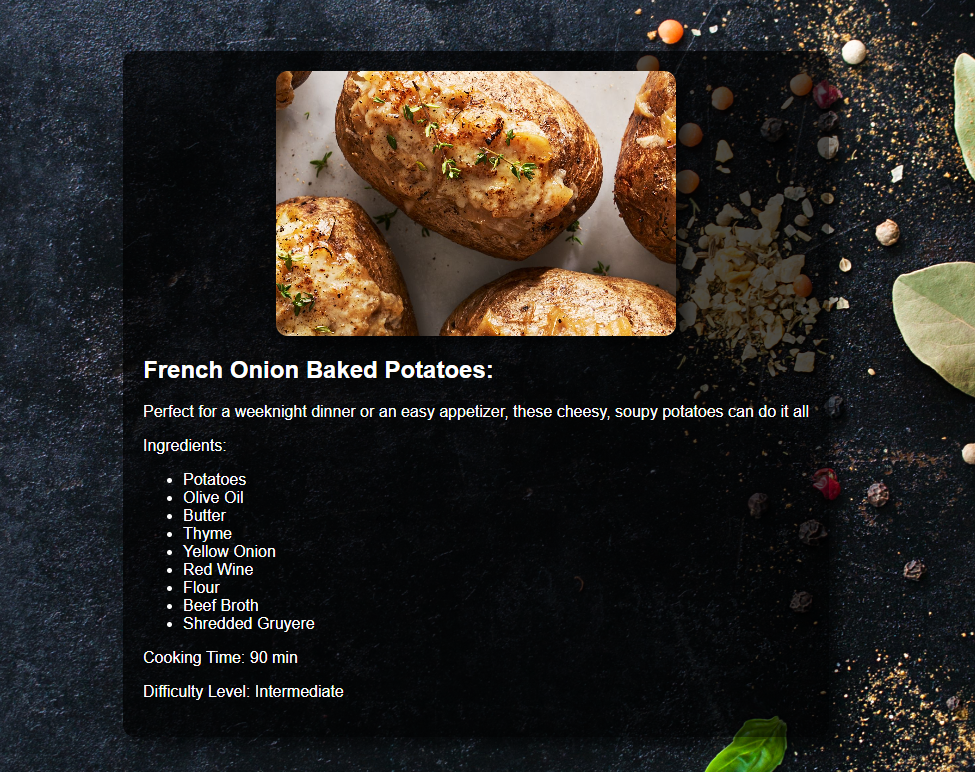 French Onion Baked Potatoes:
Perfect for a weeknight dinner or an easy appetizer, these cheesy, soupy potatoes can do it all
Ingredients:
• Potatoes
• Olive Oil
• Butter
• Thyme
• Yellow Onion
• Red Wine
• Flour
• Beef Broth
• Shredded Gruyere
Cooking Time: 90 min
Difficulty Level: Intermediate